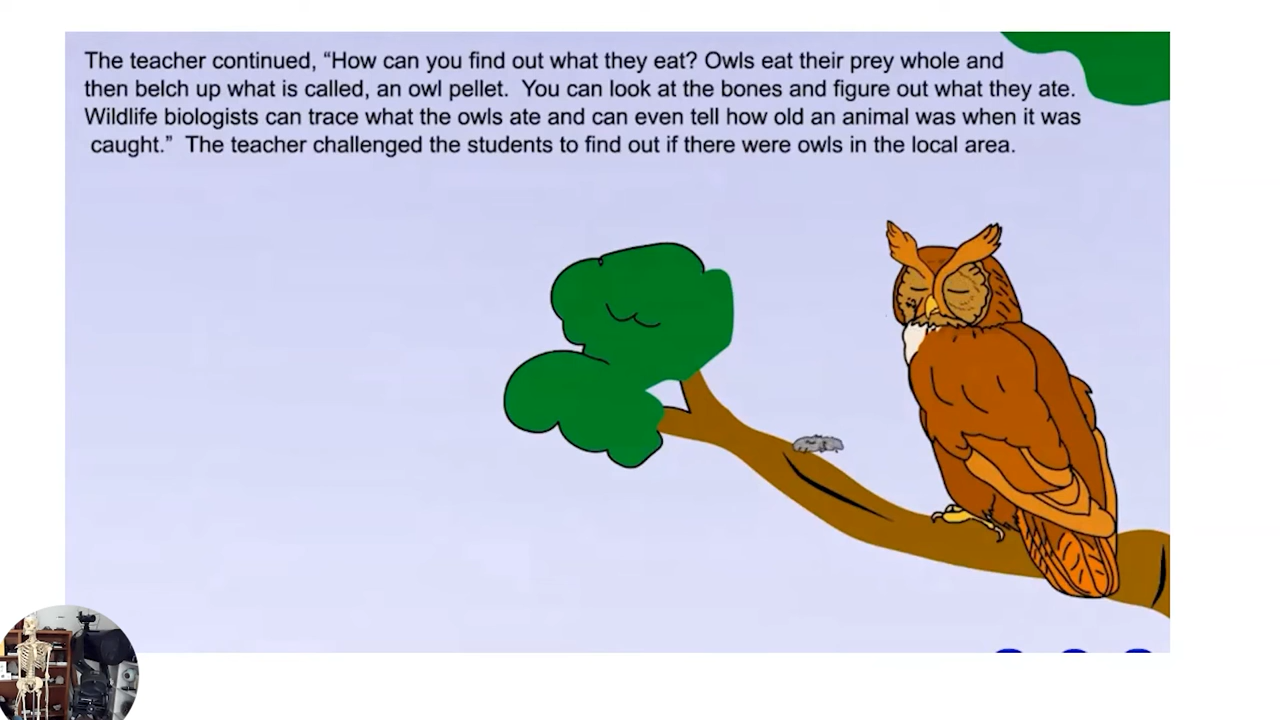 The teacher continued, “How can you find out what they eat? Owls eat their prey whole and
then belch up what is called, an owl pellet.  You can look at the bones and figure out what they ate.
Wildlife biologists can trace what the owls ate and can even tell how old an animal was when it was
caught.”  The teacher challenged the students to find out if there were owls in the local area.